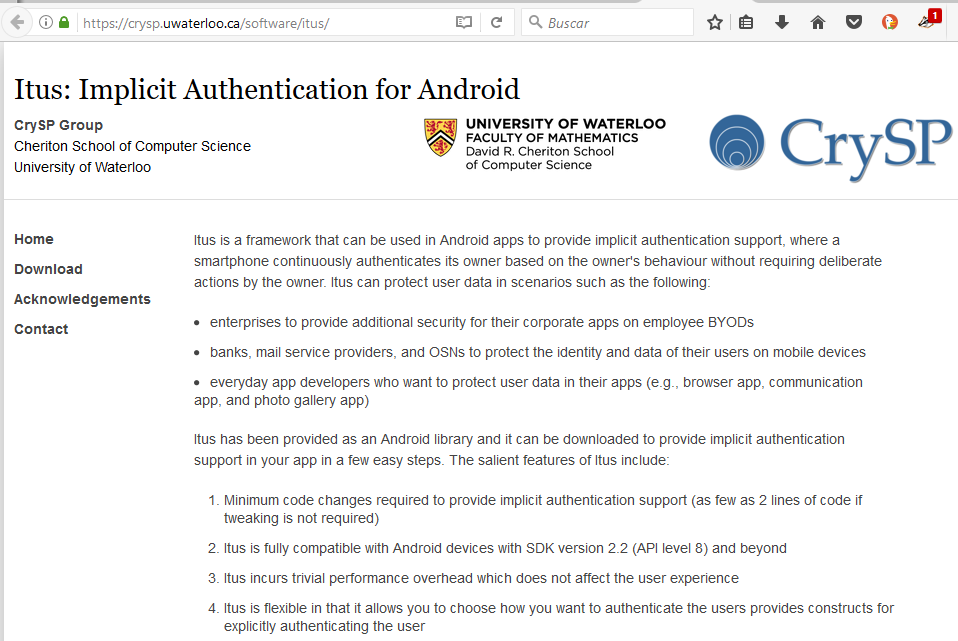 https://crysp.uwaterloo.ca/software/itus/
Buscar
1
Itus: Implicit Authentication for Android
CrySP Group
Cheriton School of Computer Science
University of Waterloo
UNIVERSITY OF WATERLOO
FACULTY OF MATHEMATICS
David R. Cheriton School
of Computer Science
CrySP
Home
Download
Acknowledgements
Contact
Itus is a framework that can be used in Android apps to provide implicit authentication support, where a
smartphone continuously authenticates its owner based on the owner's behaviour without requiring deliberate
actions by the owner. Itus can protect user data in scenarios such as the following:
• enterprises to provide additional security for their corporate apps on employee BYODs
• banks, mail service providers, and OSNs to protect the identity and data of their users on mobile devices
• everyday app developers who want to protect user data in their apps (e.g., browser app, communication
app, and photo gallery app)
Itus has been provided as an Android library and it can be downloaded to provide implicit authentication
support in your app in a few easy steps. The salient features of Itus include:
1. Minimum code changes required to provide implicit authentication support (as few as 2 lines of code if
tweaking is not required)
2. Itus is fully compatible with Android devices with SDK version 2.2 (API level 8) and beyond
3. Itus incurs trivial performance overhead which does not affect the user experience
4. Itus is flexible in that it allows you to choose how you want to authenticate the users provides constructs for
explicitly authenticating the user